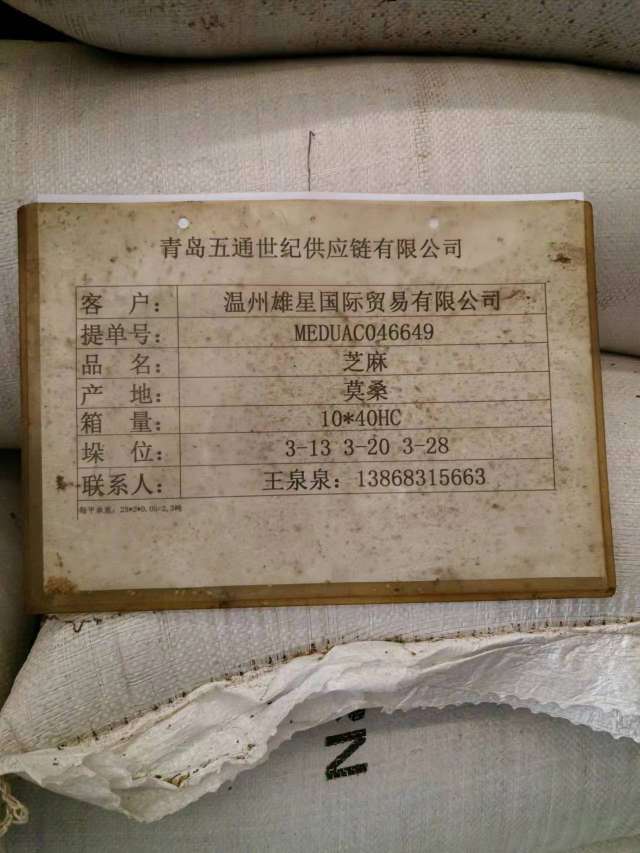 青岛五通世纪供应链有限公司
客 户： 温州雄星国际贸易有限公司
提单号： MEDUAC046649
品 名： 芝麻
产 地： 莫桑
箱 量： 10*40HC
垛 位： 3-13 3-20 3-28
联系人： 王泉泉：13868315663
N